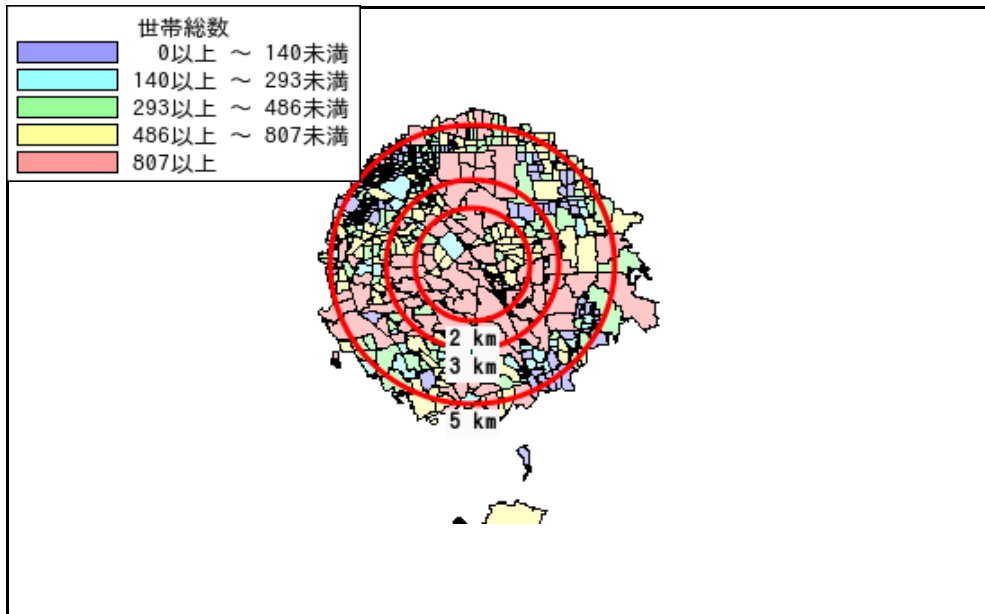 世帯総数
0以上 ～ 140未満
140以上 ～ 293未満
293以上 ～ 486未満
486以上 ～ 807未満
807以上
2 km
3 km
5 km